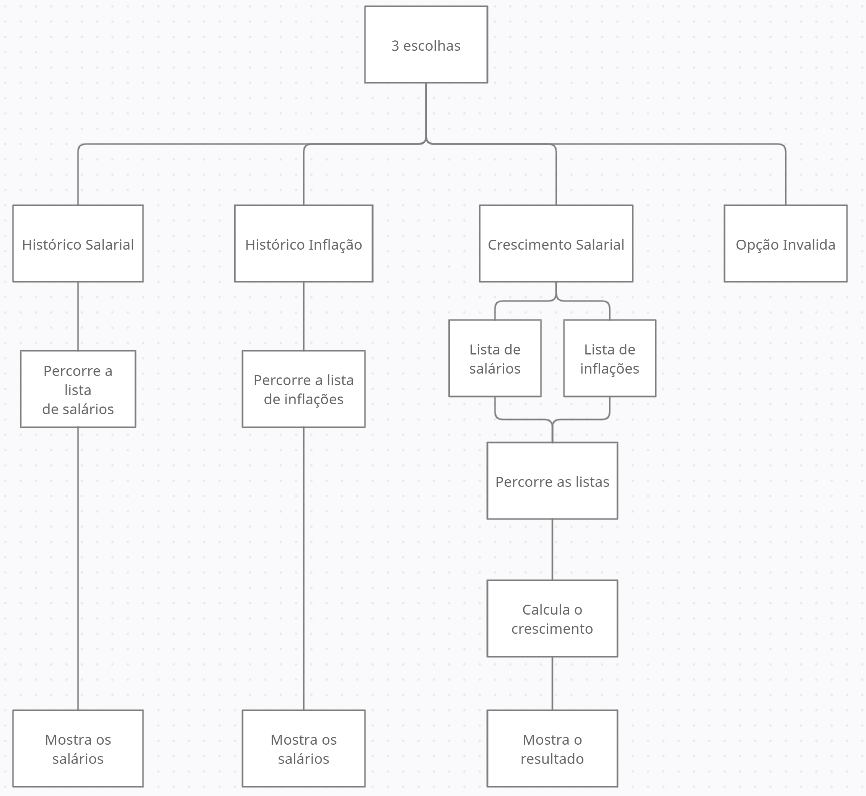 3 escolhas
Histórico Salarial
Histórico Inflação
Crescimento Salarial
Opção Invalida
Percorre a
lista
de salários
Percorre a lista
de inflações
Lista de
salários
Lista de
inflações
Percorre as listas
Calcula o
crescimento
Mostra os
salários
Mostra os
salários
Mostra o
resultado